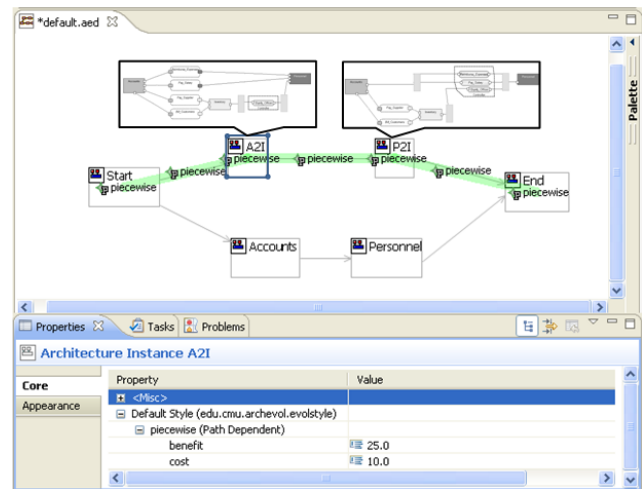 *default.aed
Palette
A2I
P2I
piecewise
piecewise
piecewise
piecewise
piecewise
Start
piecewise
End
piecewise
Accounts
Personnel
Properties
Tasks
Problems
Architecture Instance A2I
Core
Appearance
Property Value
<Misc>
Default Style (edu.cmu.archevol.evolstyle)
piecewise (Path Dependent)
benefit 25.0
cost 10.0